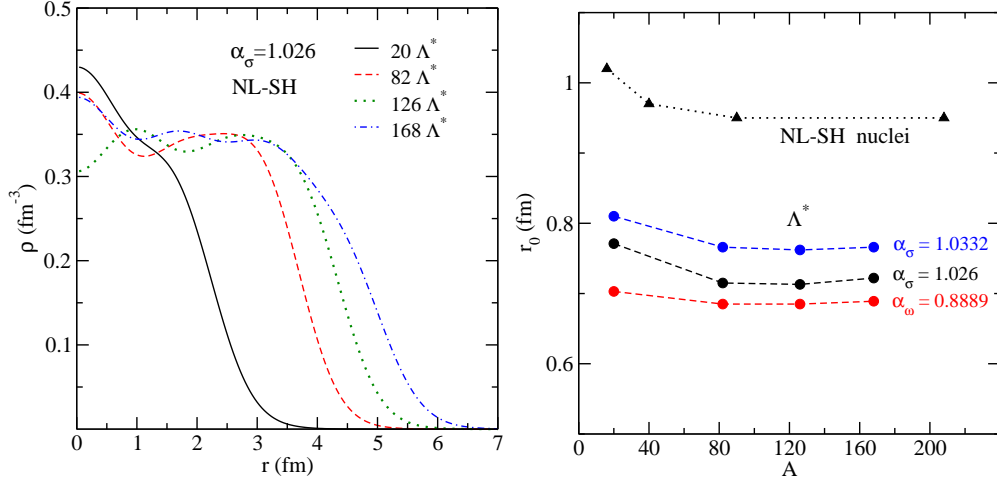 0.5
0.4
0.3
0.2
0.1
ρ (fm⁻³)
α_σ=1.026
NL-SH
20 Λ*
82 Λ*
126 Λ*
168 Λ*
0 1 2 3 4 5 6 7
r (fm)
1
0.8
0.6
r₀ (fm)
NL-SH nuclei
Λ*
α_σ = 1.0332
α_σ = 1.026
α_ω = 0.8889
0 40 80 120 160 200
A